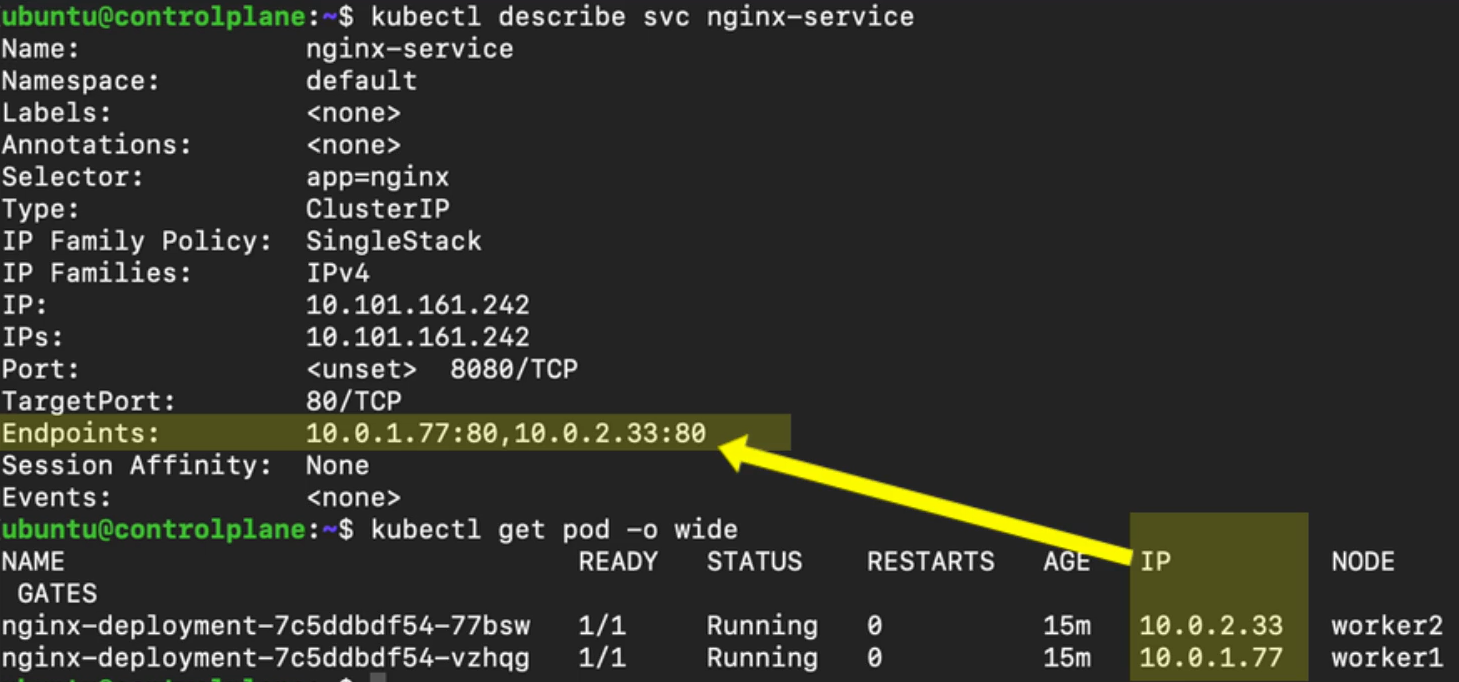 ubuntu@controlplane:~$ kubectl describe svc nginx-service
Name:              nginx-service
Namespace:         default
Labels:            <none>
Annotations:       <none>
Selector:          app=nginx
Type:              ClusterIP
IP Family Policy:  SingleStack
IP Families:       IPv4
IP:                10.101.161.242
IPs:               10.101.161.242
Port:              <unset>  8080/TCP
TargetPort:        80/TCP
Endpoints:         10.0.1.77:80,10.0.2.33:80
Session Affinity:  None
Events:            <none>
ubuntu@controlplane:~$ kubectl get pod -o wide
NAME                                READY   STATUS    RESTARTS   AGE   IP          NODE
 GATES
nginx-deployment-7c5ddbdf54-77bsw   1/1     Running   0          15m   10.0.2.33   worker2
nginx-deployment-7c5ddbdf54-vzhqg   1/1     Running   0          15m   10.0.1.77   worker1